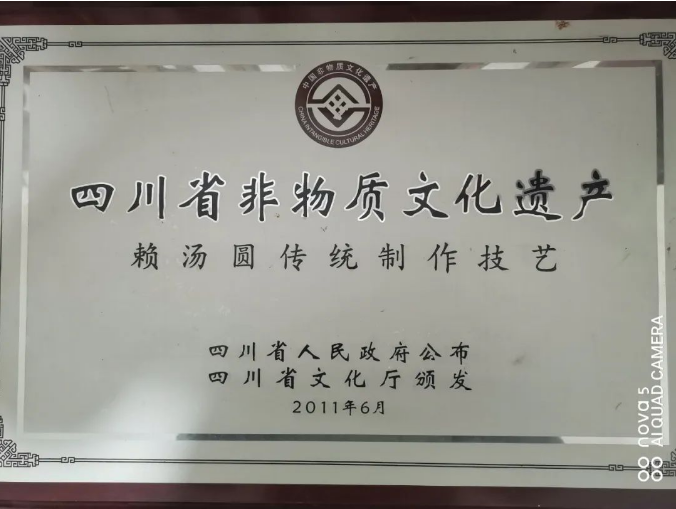 中国非物质文化遗产
CHINA INTANGIBLE CULTURAL HERITAGE
四川省非物质文化遗产
赖汤圆传统制作技艺
四川省人民政府公布
四川省文化厅颁发
2011年6月
nova 5
AI QUAD CAMERA